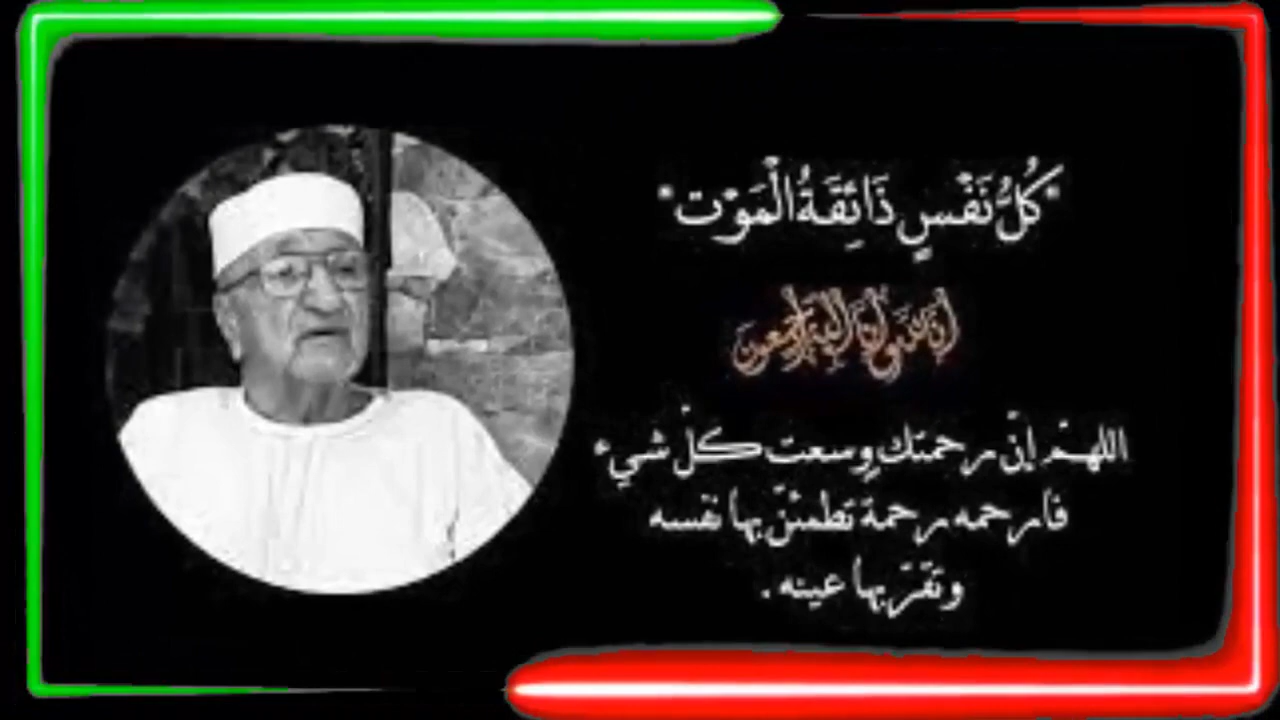 "كُلُّ نَفْسٍ ذَائِقَةُ الْمَوْت"
إنا لله وإنا إليه راجعون
اللهمّ إنّ رحمتك وسعت كلّ شيء
فارحمه رحمة تطمئنّ بها نفسه
وتقرّ بها عينه .